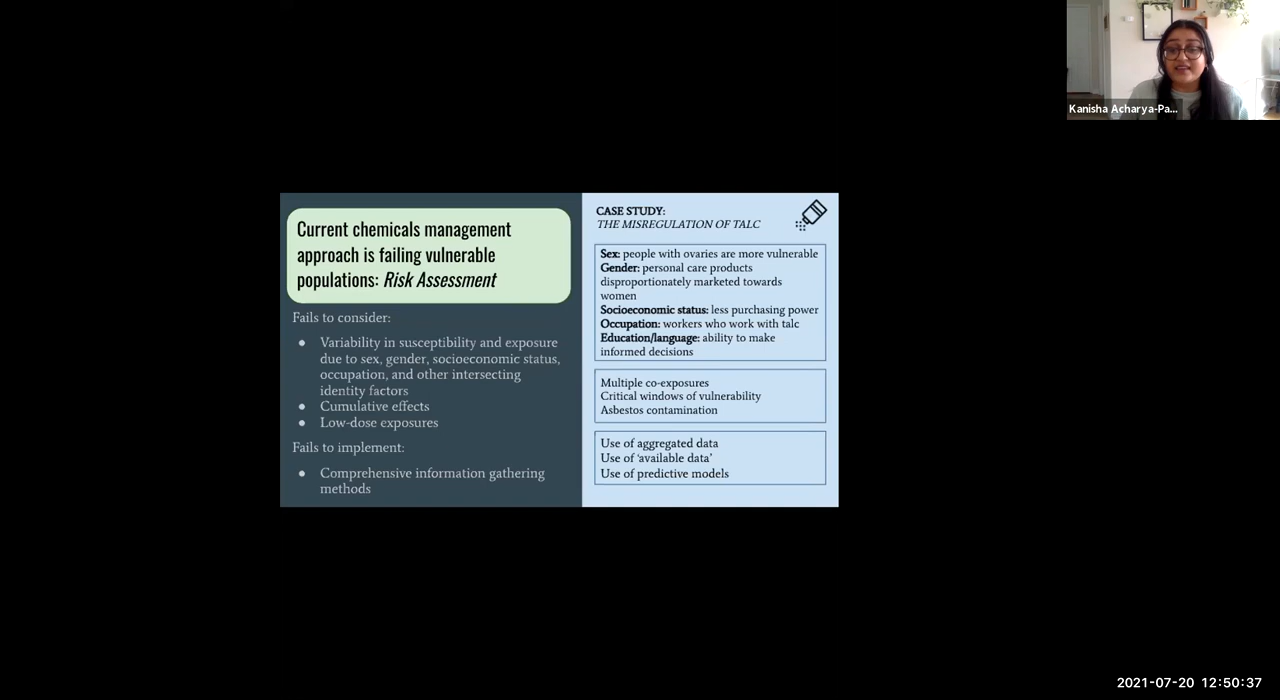 Kanisha Acharya-Pa...
Current chemicals management
approach is failing vulnerable
populations: Risk Assessment
Fails to consider:
● Variability in susceptibility and exposure
due to sex, gender, socioeconomic status,
occupation, and other intersecting
identity factors
● Cumulative effects
● Low-dose exposures
Fails to implement:
● Comprehensive information gathering
methods
CASE STUDY:
THE MISREGULATION OF TALC
Sex: people with ovaries are more vulnerable
Gender: personal care products
disproportionately marketed towards
women
Socioeconomic status: less purchasing power
Occupation: workers who work with talc
Education/language: ability to make
informed decisions
Multiple co-exposures
Critical windows of vulnerability
Asbestos contamination
Use of aggregated data
Use of ‘available data’
Use of predictive models
2021-07-20 12:50:37